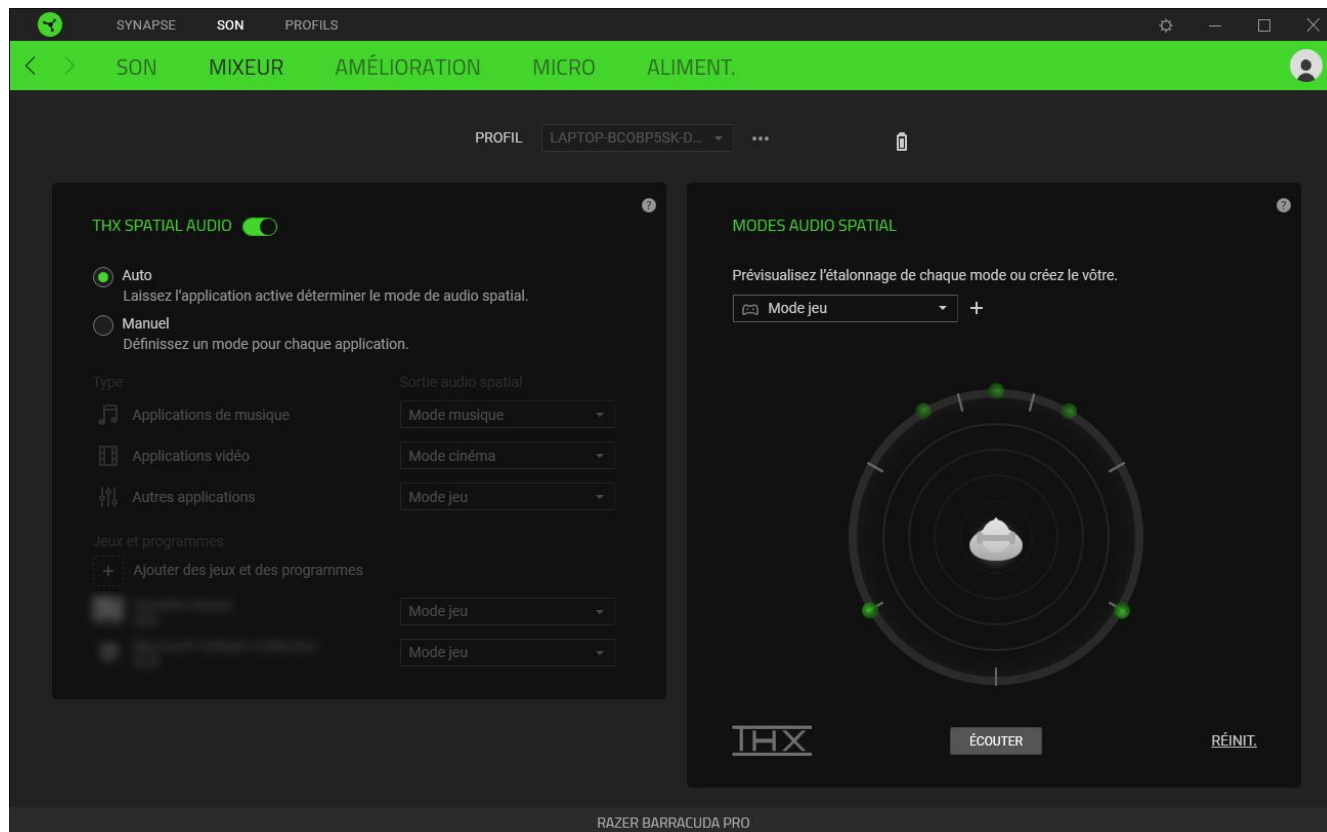 SYNAPSE SON PROFILS
SON MIXEUR AMÉLIORATION MICRO ALIMENT.
PROFIL LAPTOP-BCOBP5SK-D... ...
THX SPATIAL AUDIO
Auto
Laissez l'application active déterminer le mode de audio spatial.
Manuel
Définissez un mode pour chaque application.
Type Sortie audio spatial
Applications de musique Mode musique
Applications vidéo Mode cinéma
Autres applications Mode jeu
Jeux et programmes
+ Ajouter des jeux et des programmes
Mode jeu
Mode jeu
?
MODES AUDIO SPATIAL
?
Prévisualisez l'étalonnage de chaque mode ou créez le vôtre.
Mode jeu +
THX ÉCOUTER RÉINIT.
RAZER BARRACUDA PRO